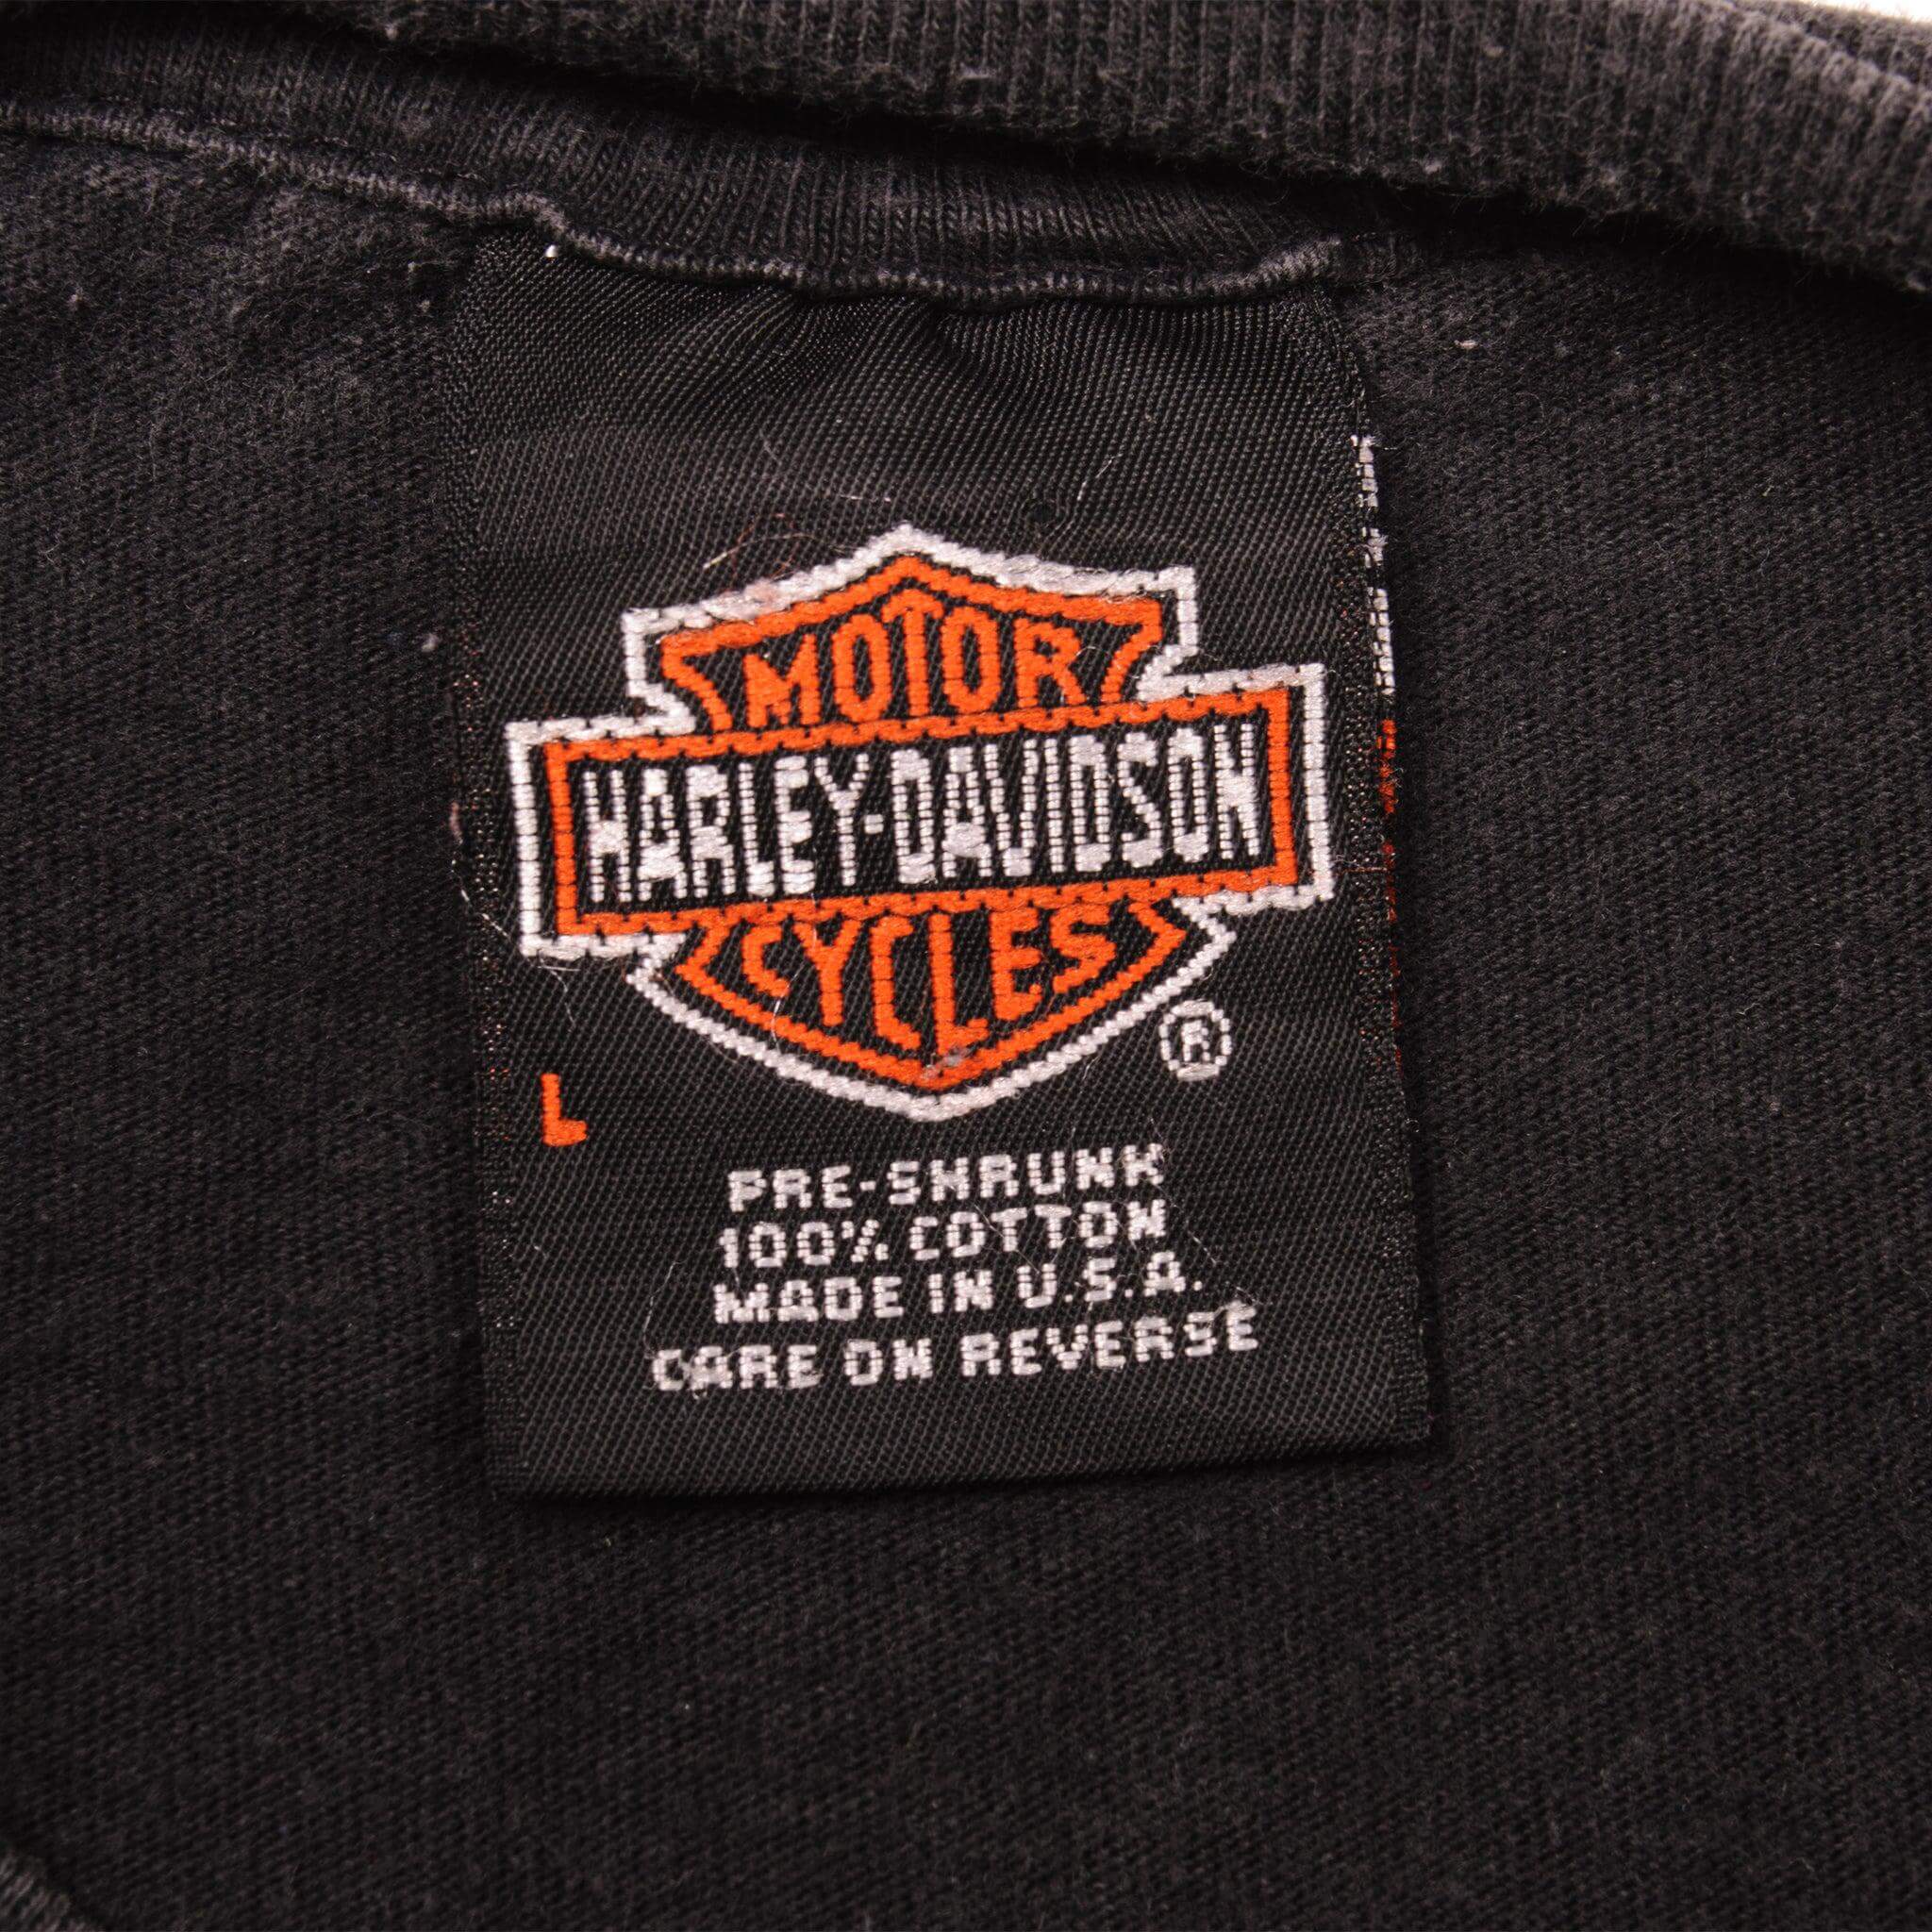 MOTOR
HARLEY-DAVIDSON
CYCLES
®
L
PRE-SHRUNK
100% COTTON
MADE IN U.S.A.
CARE ON REVERSE